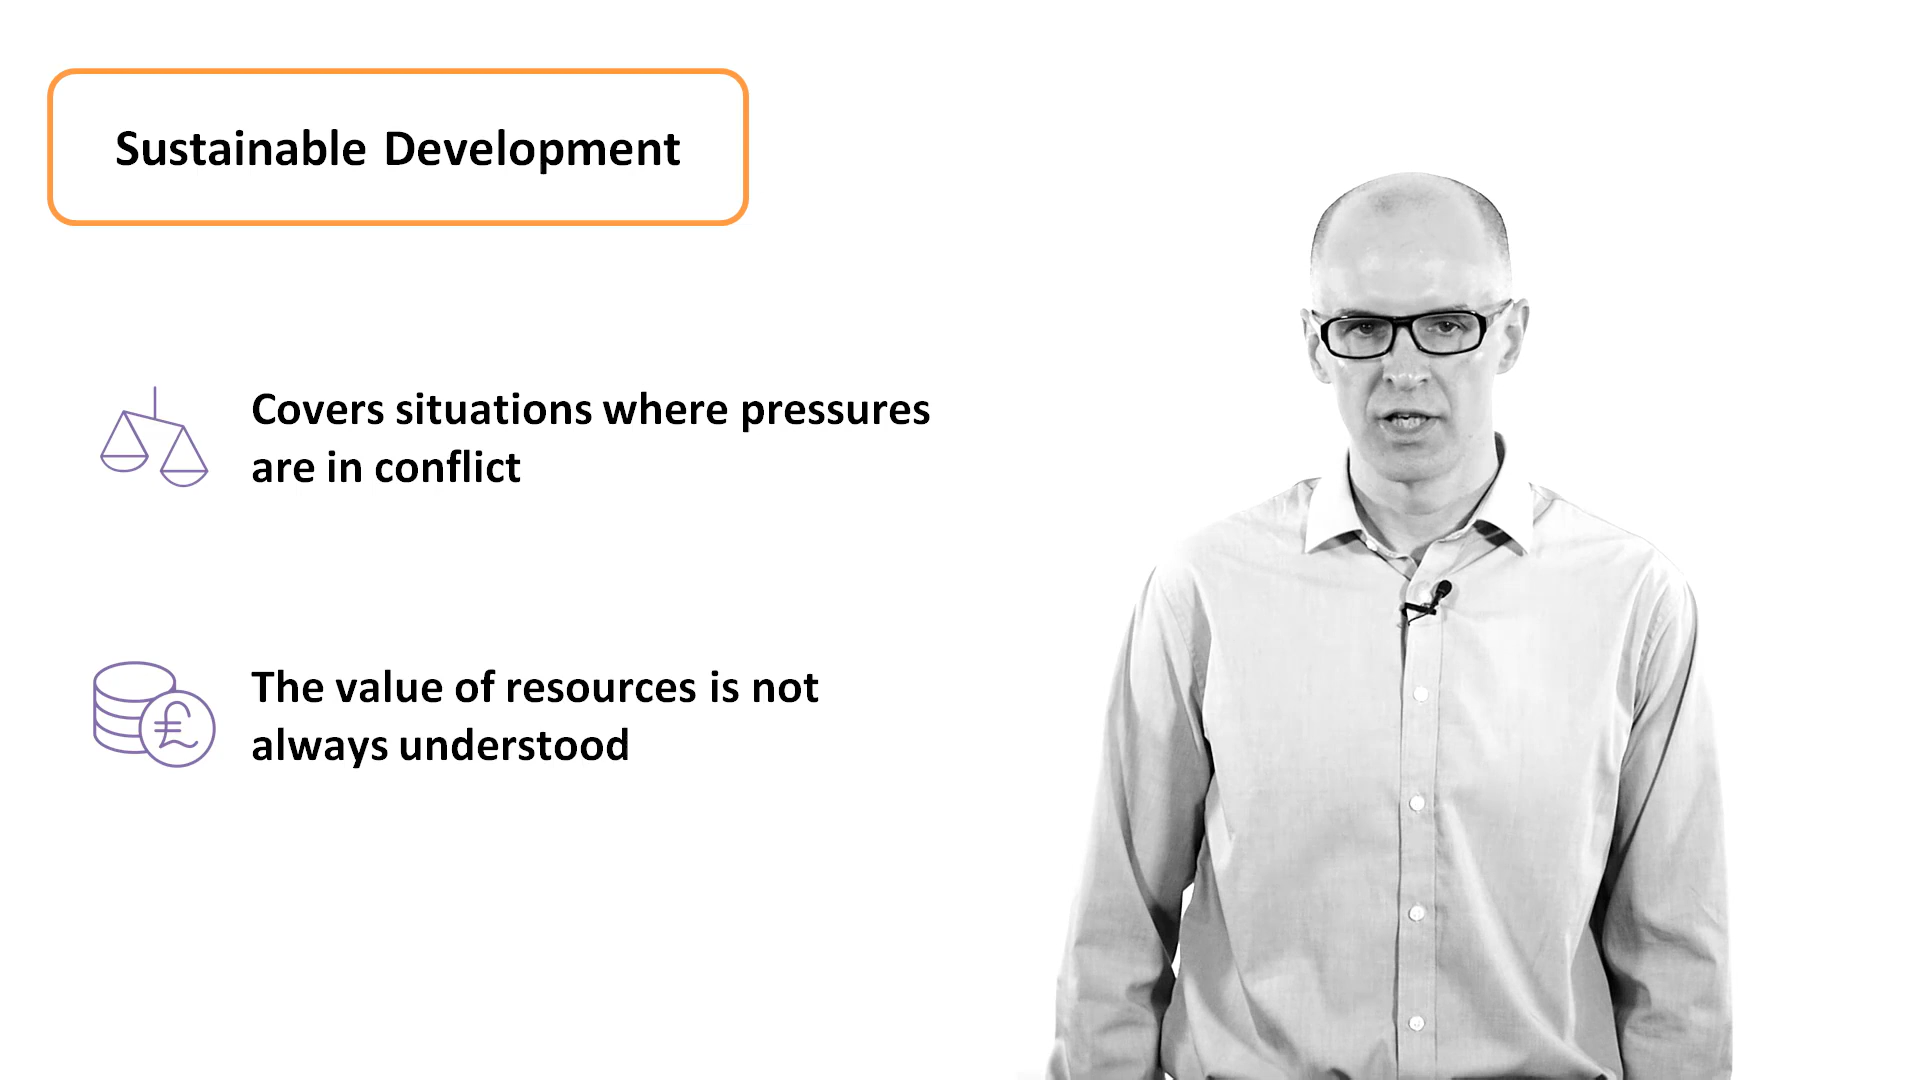 Sustainable Development
Covers situations where pressures
are in conflict
The value of resources is not
always understood